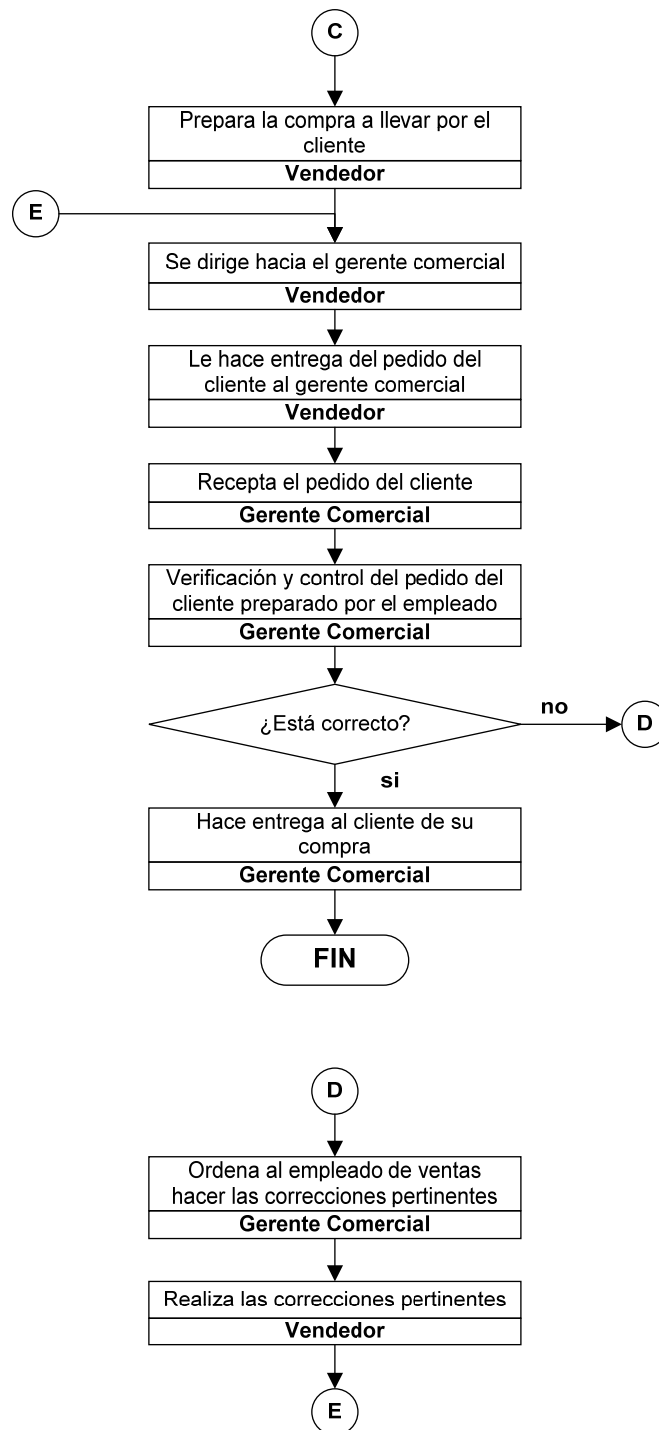 C
Prepara la compra a llevar por el
cliente
Vendedor
E
Se dirige hacia el gerente comercial
Vendedor
Le hace entrega del pedido del
cliente al gerente comercial
Vendedor
Recepta el pedido del cliente
Gerente Comercial
Verificación y control del pedido del
cliente preparado por el empleado
Gerente Comercial
¿Está correcto?
no
D
si
Hace entrega al cliente de su
compra
Gerente Comercial
FIN
D
Ordena al empleado de ventas
hacer las correcciones pertinentes
Gerente Comercial
Realiza las correcciones pertinentes
Vendedor
E